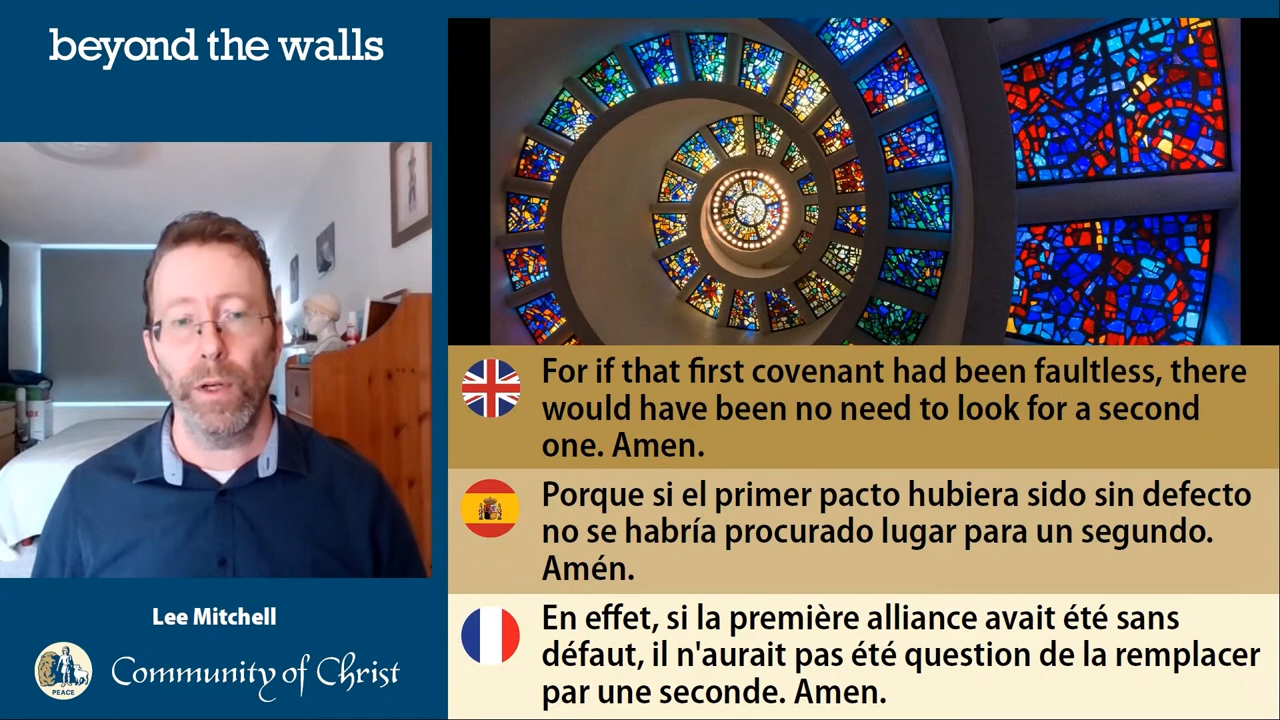 beyond the walls
For if that first covenant had been faultless, there
would have been no need to look for a second
one. Amen.
Porque si el primer pacto hubiera sido sin defecto
no se habría procurado lugar para un segundo.
Amén.
En effet, si la première alliance avait été sans
défaut, il n'aurait pas été question de la remplacer
par une seconde. Amen.
Lee Mitchell
PEACE
Community of Christ